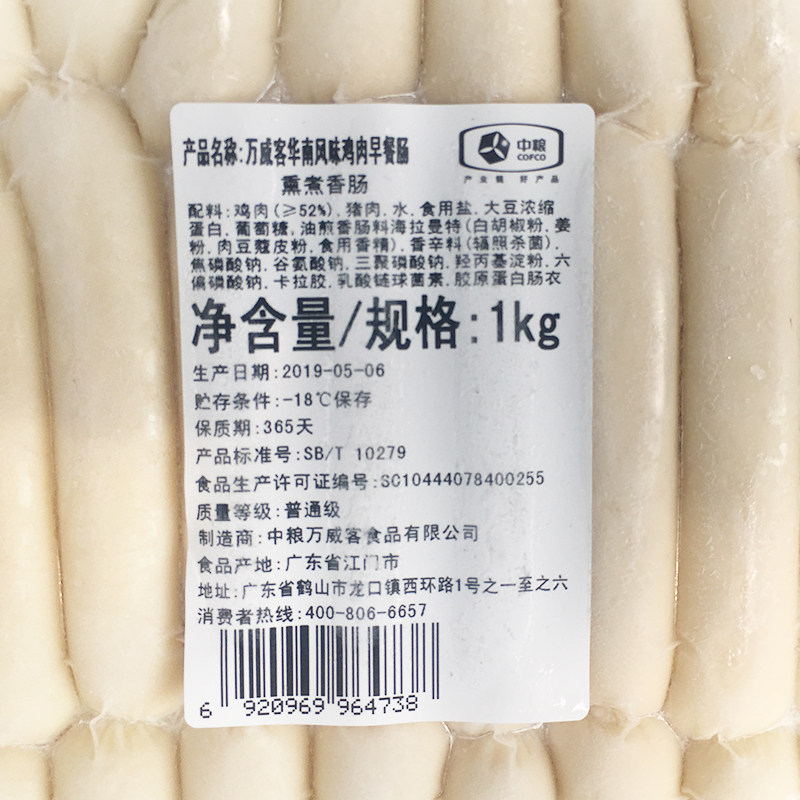 产品名称:万威客华南风味鸡肉早餐肠
中粮
COFCO
产业链 好产品
熏煮香肠
配料:鸡肉(≥52%),猪肉,水,食用盐,大豆浓缩
蛋白,葡萄糖,油煎香肠料海拉曼特(白胡椒粉,姜
粉,肉豆蔻皮粉,食用香精),香辛料(辐照杀菌),
焦磷酸钠,谷氨酸钠,三聚磷酸钠,羟丙基淀粉,六
偏磷酸钠,卡拉胶,乳酸链球菌素,胶原蛋白肠衣
净含量/规格:1kg
生产日期:2019-05-06
贮存条件:-18℃保存
保质期:365天
产品标准号:SB/T 10279
食品生产许可证编号:SC10444078400255
质量等级:普通级
制造商:中粮万威客食品有限公司
食品产地:广东省江门市
地址:广东省鹤山市龙口镇西环路1号之一至之六
消费者热线:400-806-6657
6 920969 964738